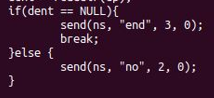 if(dent == NULL){
send(ns, "end", 3, 0);
break;
}else {
send(ns, "no", 2, 0);
}